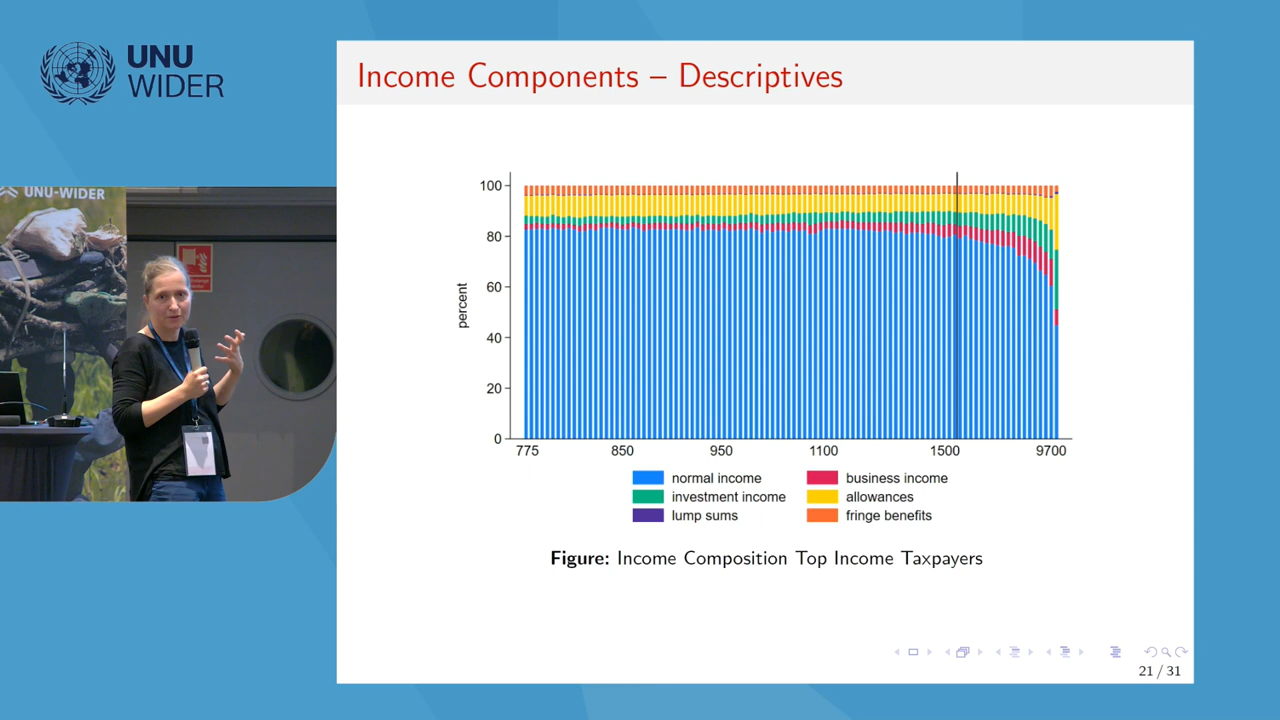 UNU
WIDER
UNU-WIDER
Income Components – Descriptives
100
80
60
40
20
0
percent
775 850 950 1100 1500 9700
normal income business income
investment income allowances
lump sums fringe benefits
Figure: Income Composition Top Income Taxpayers
21 / 31